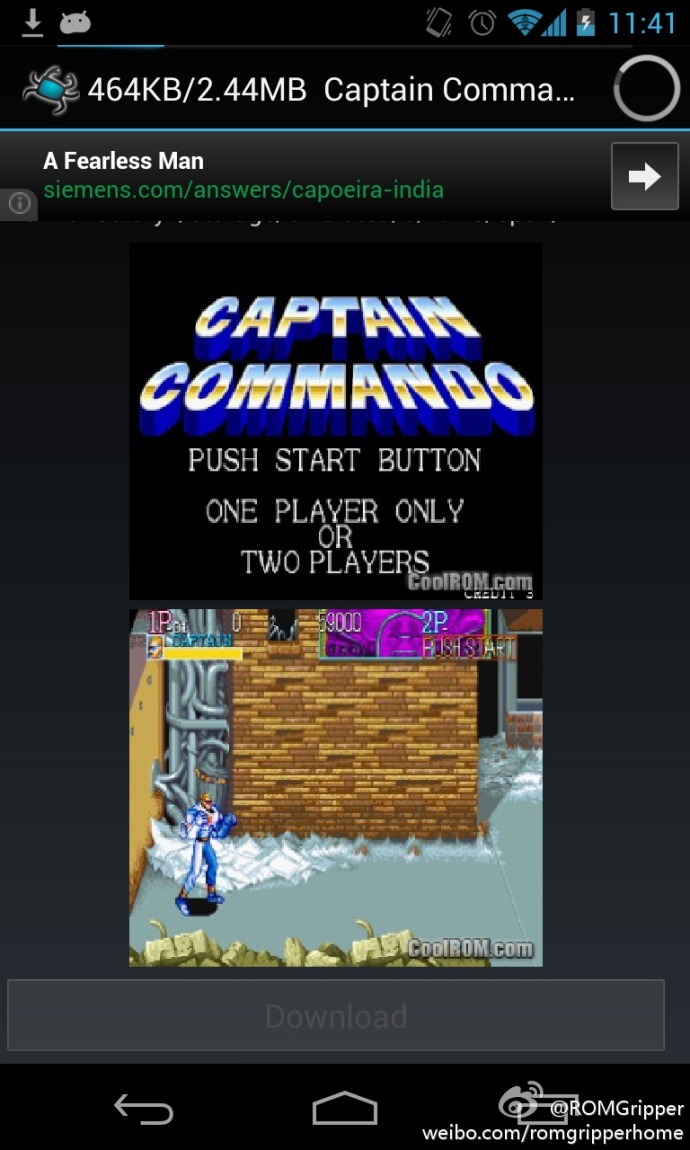 11:41
464KB/2.44MB Captain Comma...
A Fearless Man
siemens.com/answers/capoeira-india
CAPTAIN
COMMANDO
PUSH START BUTTON
ONE PLAYER ONLY
OR
TWO PLAYERS
CoolROM.com
CREDIT 3
1P 0 59000 2P
CAPTAIN PUSH START
CoolROM.com
Download
@ROMGripper
weibo.com/romgripperhome